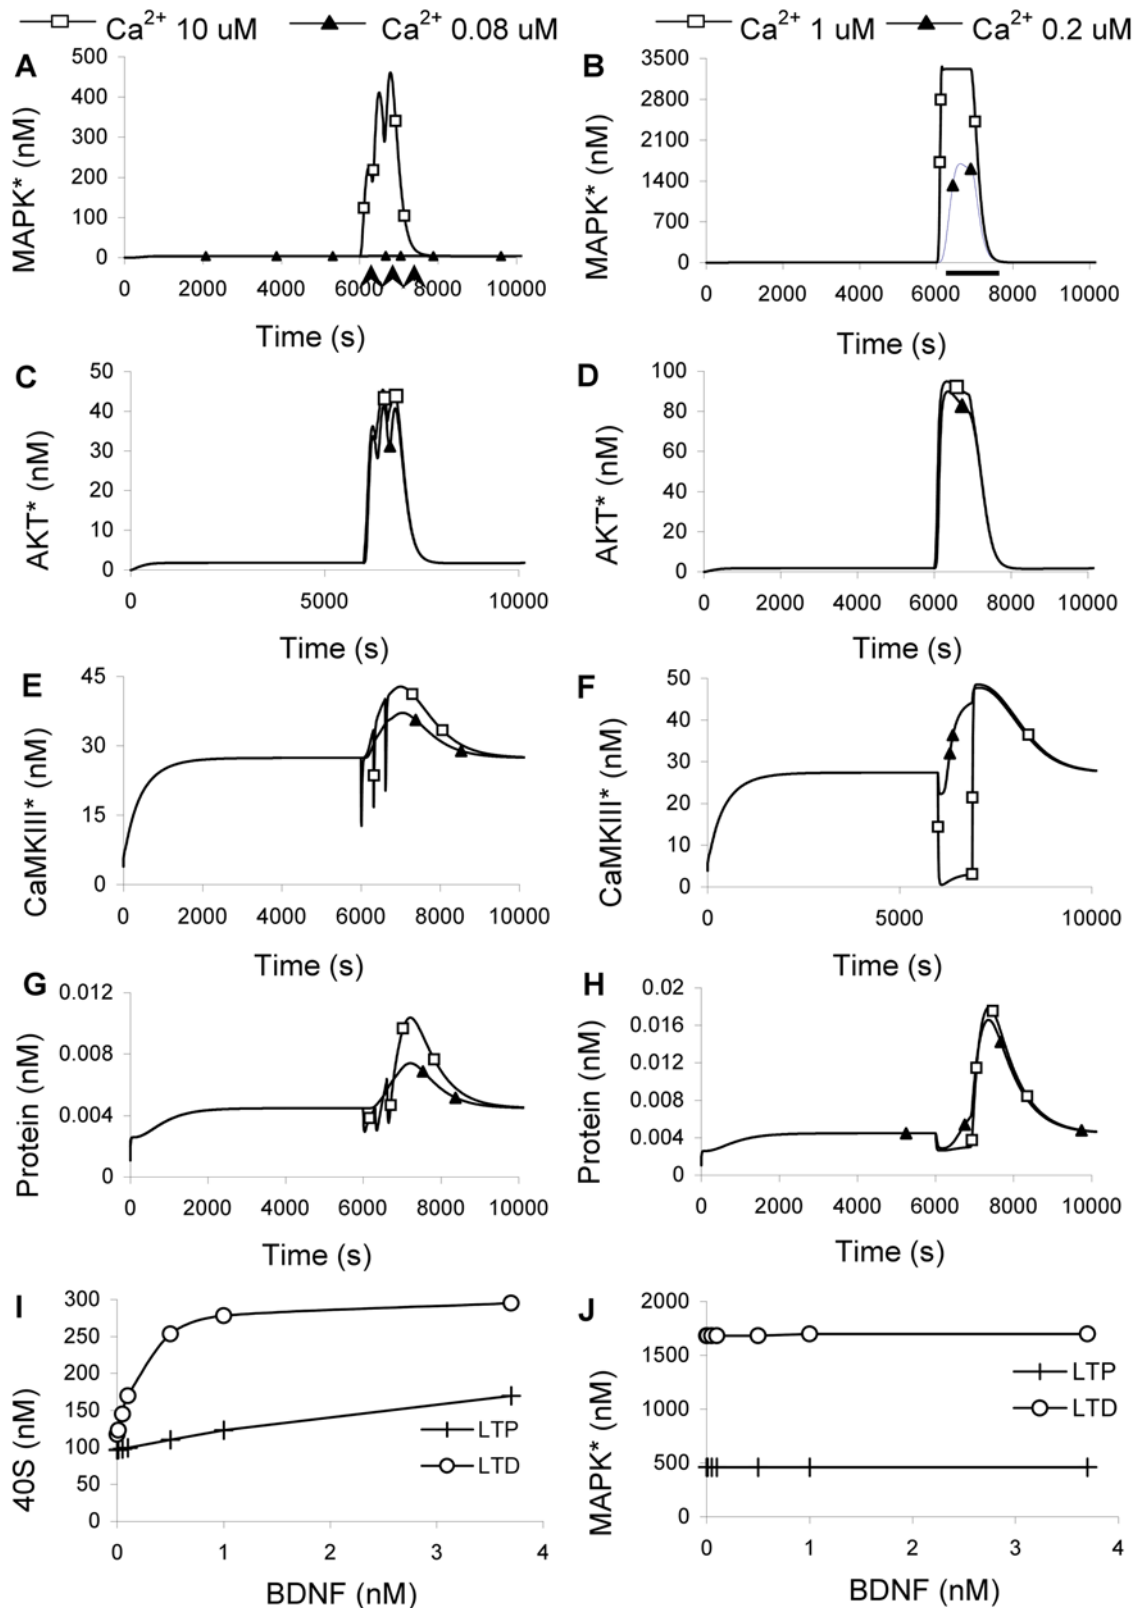 Ca2+ 10 uM Ca2+ 0.08 uM Ca2+ 1 uM Ca2+ 0.2 uM
A
500
400
300
200
100
0
MAPK* (nM)
0 2000 4000 6000 8000 10000
Time (s)
B
3500
2800
2100
1400
700
0
MAPK* (nM)
0 2000 4000 6000 8000 10000
Time (s)
C
50
40
30
20
10
0
AKT* (nM)
0 5000 10000
Time (s)
D
100
80
60
40
20
0
AKT* (nM)
0 2000 4000 6000 8000 10000
Time (s)
E
45
30
15
0
CaMKIII* (nM)
0 2000 4000 6000 8000 10000
Time (s)
F
50
40
30
20
10
0
CaMKIII* (nM)
0 5000 10000
Time (s)
G
0.012
0.008
0.004
0
Protein (nM)
0 2000 4000 6000 8000 10000
Time (s)
H
0.02
0.016
0.012
0.008
0.004
0
Protein (nM)
0 2000 4000 6000 8000 10000
Time (s)
I
300
250
200
150
100
50
0
40S (nM)
LTP
LTD
0 1 2 3 4
BDNF (nM)
J
2000
1500
1000
500
0
MAPK* (nM)
LTP
LTD
0 1 2 3 4
BDNF (nM)